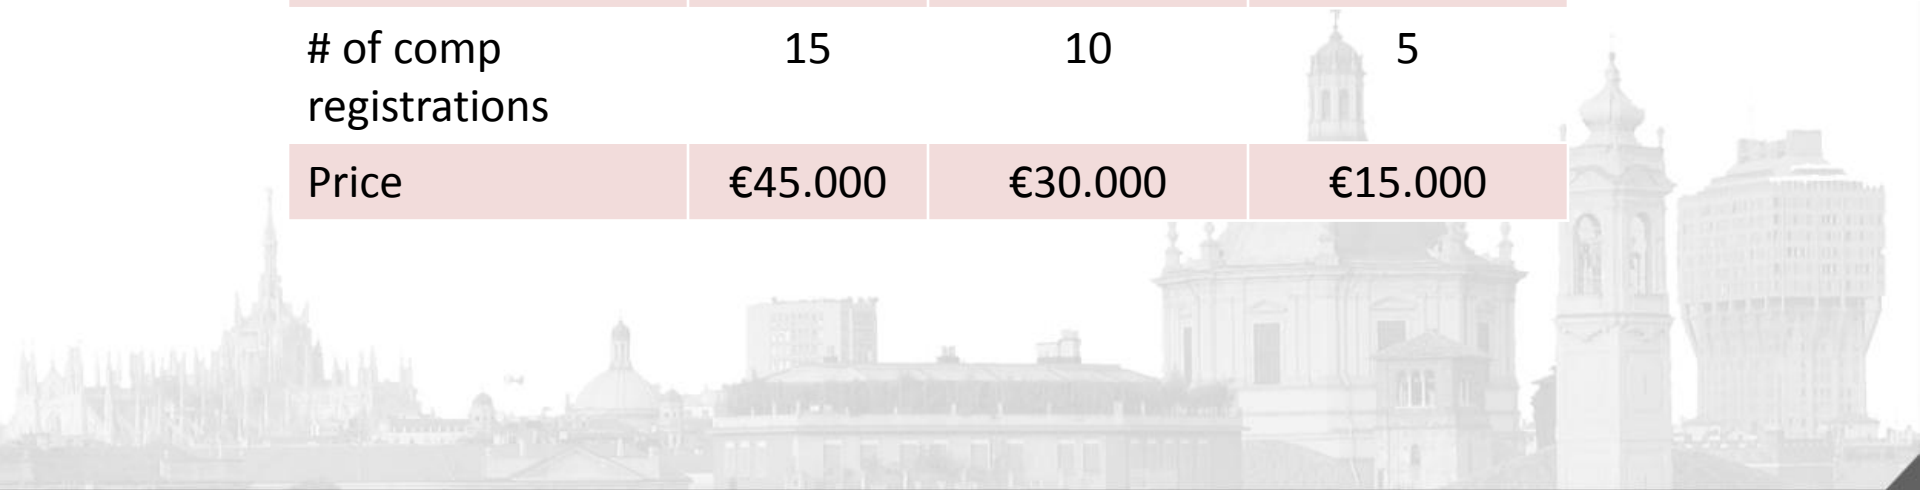 # of comp registrations 15 10 5
Price €45.000 €30.000 €15.000